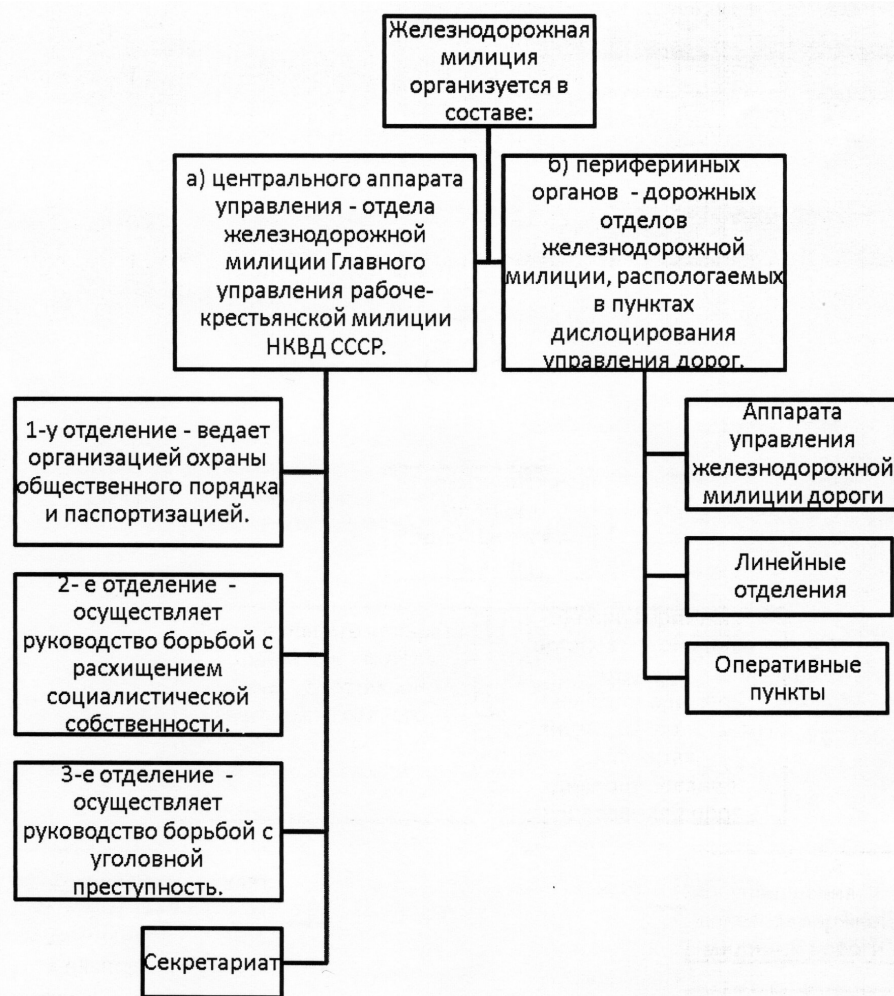 Железнодорожная
милиция
организуется в
составе:
а) центрального аппарата
управления - отдела
железнодорожной
милиции Главного
управления рабоче-
крестьянской милиции
НКВД СССР.
б) периферииных
органов - дорожных
отделов
железнодорожной
милиции, распологаемых
в пунктах
дислоцирования
управления дорог.
1-у отделение - ведает
организацией охраны
общественного порядка
и паспортизацией.
2- е отделение -
осуществляет
руководство борьбой с
расхищением
социалистической
собственности.
3-е отделение -
осуществляет
руководство борьбой с
уголовной
преступность.
Секретариат
Аппарата
управления
железнодорожной
милиции дороги
Линейные
отделения
Оперативные
пункты